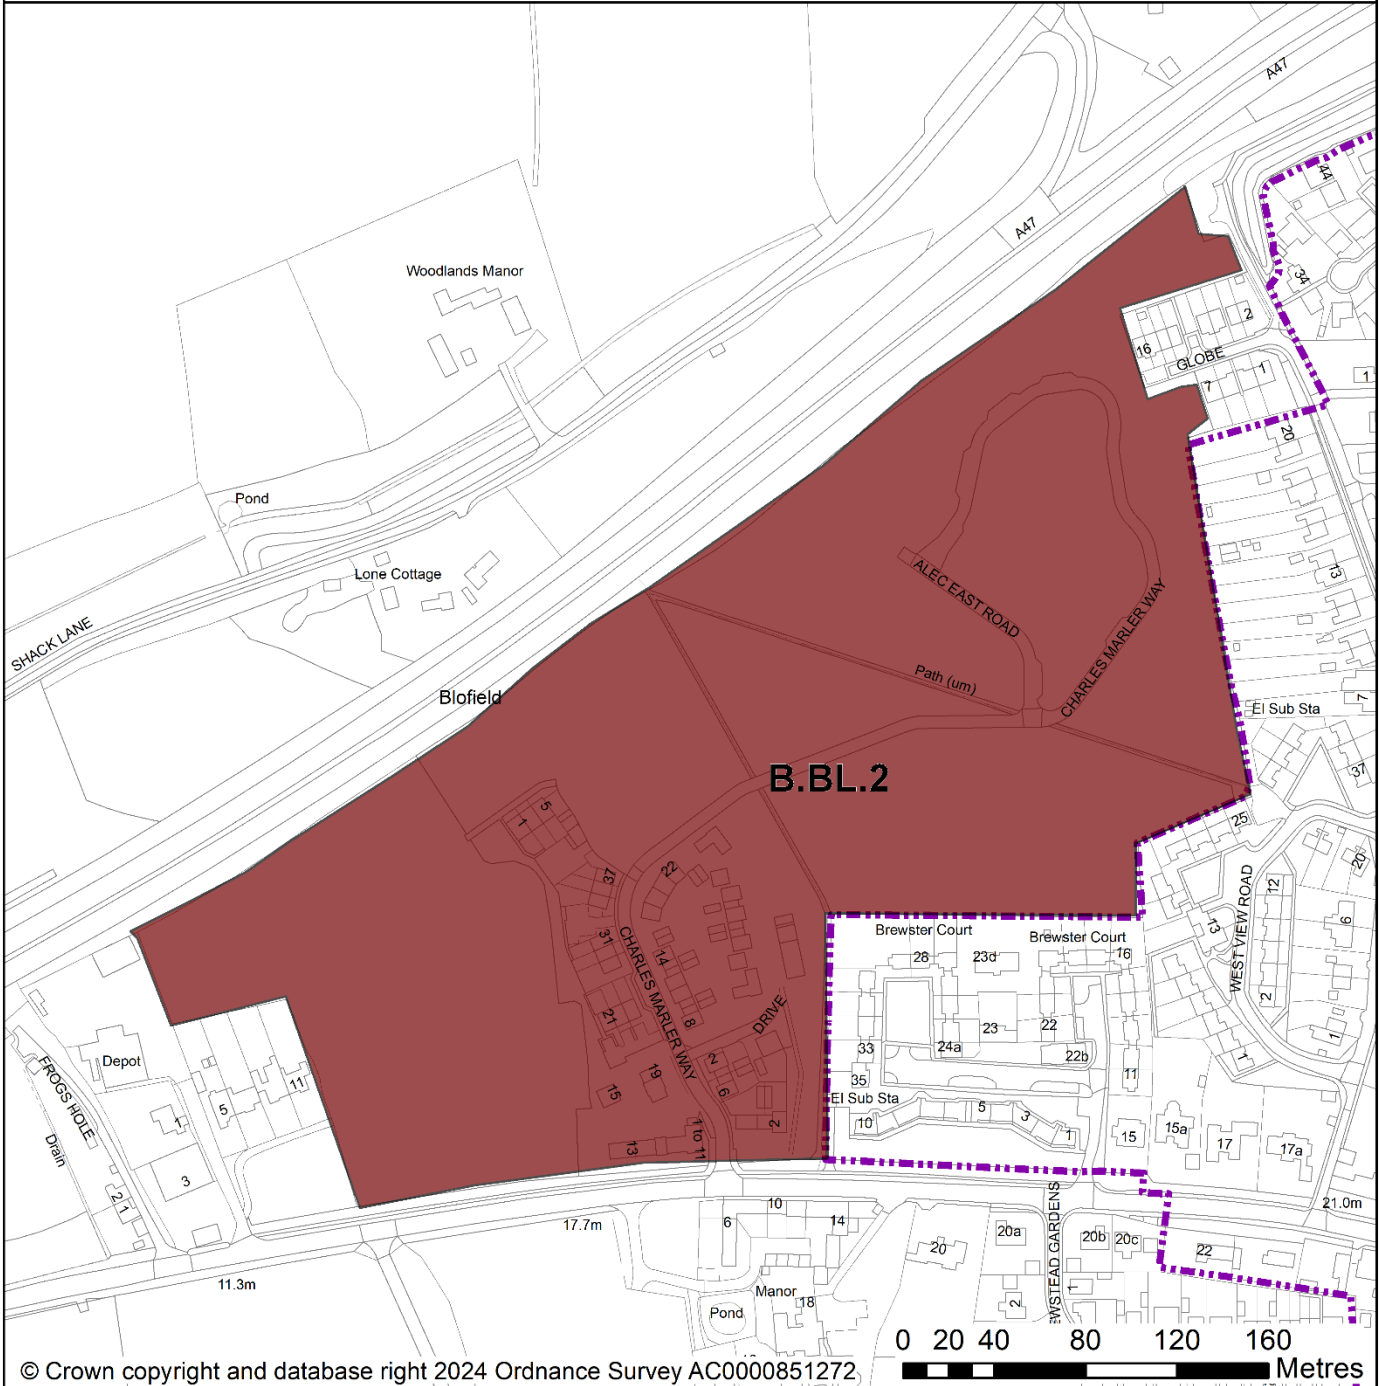 A47
44
A47
Woodlands Manor
34
2
16
GLOBE
7
1
1
20
Pond
13
Lone Cottage
ALEC EAST ROAD
CHARLES MARLER WAY
SHACK LANE
Path (um)
Blofield
El Sub Sta
7
B.BL.2
37
5
1
25
20
22
37
12
6
WEST VIEW ROAD
13
Brewster Court
Brewster Court
31
CHARLES MARLER WAY
14
28
23d
16
2
21
8
DRIVE
23
22
1
Depot
FROGS HOLE
33
24a
22b
1
2
19
11
5
11
35
15
6
El Sub Sta
1
10
5
3
1
15
15a
17
17a
Drain
2
13
1 to 11
3
2
1
10
21.0m
17.7m
6
14
20
20a
20b
20c
22
WSTEAD GARDENS
11.3m
Manor
18
Pond
2
1
0 20 40 80 120 160
Metres
© Crown copyright and database right 2024 Ordnance Survey AC0000851272